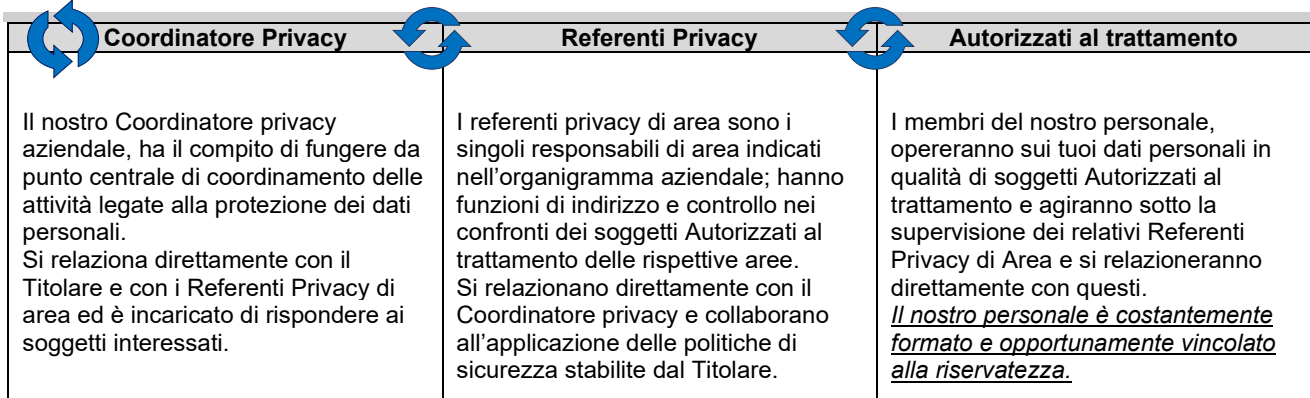 Coordinatore Privacy
Referenti Privacy
Autorizzati al trattamento
Il nostro Coordinatore privacy
aziendale, ha il compito di fungere da
punto centrale di coordinamento delle
attività legate alla protezione dei dati
personali.
Si relaziona direttamente con il
Titolare e con i Referenti Privacy di
area ed è incaricato di rispondere ai
soggetti interessati.
I referenti privacy di area sono i
singoli responsabili di area indicati
nell’organigramma aziendale; hanno
funzioni di indirizzo e controllo nei
confronti dei soggetti Autorizzati al
trattamento delle rispettive aree.
Si relazionano direttamente con il
Coordinatore privacy e collaborano
all’applicazione delle politiche di
sicurezza stabilite dal Titolare.
I membri del nostro personale,
opereranno sui tuoi dati personali in
qualità di soggetti Autorizzati al
trattamento e agiranno sotto la
supervisione dei relativi Referenti
Privacy di Area e si relazioneranno
direttamente con questi.
Il nostro personale è costantemente
formato e opportunamente vincolato
alla riservatezza.